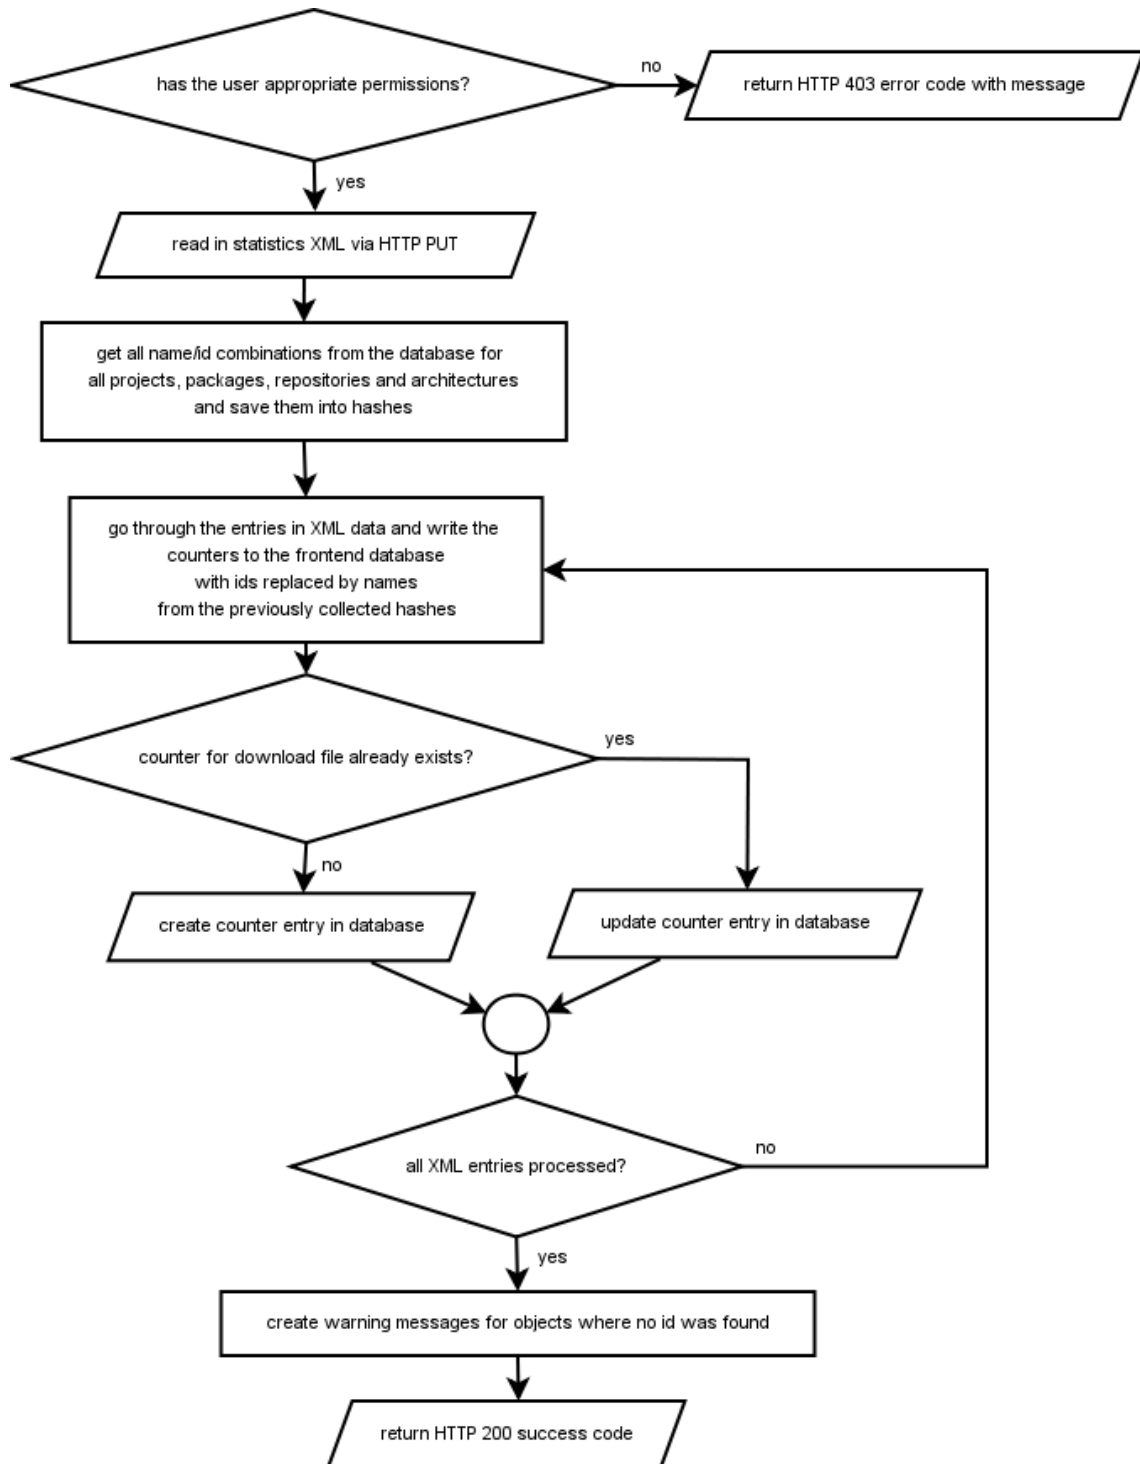 has the user appropriate permissions?
no
return HTTP 403 error code with message
yes
read in statistics XML via HTTP PUT
get all name/id combinations from the database for
all projects, packages, repositories and architectures
and save them into hashes
go through the entries in XML data and write the
counters to the frontend database
with ids replaced by names
from the previously collected hashes
counter for download file already exists?
yes
no
create counter entry in database
update counter entry in database
all XML entries processed?
no
yes
create warning messages for objects where no id was found
return HTTP 200 success code